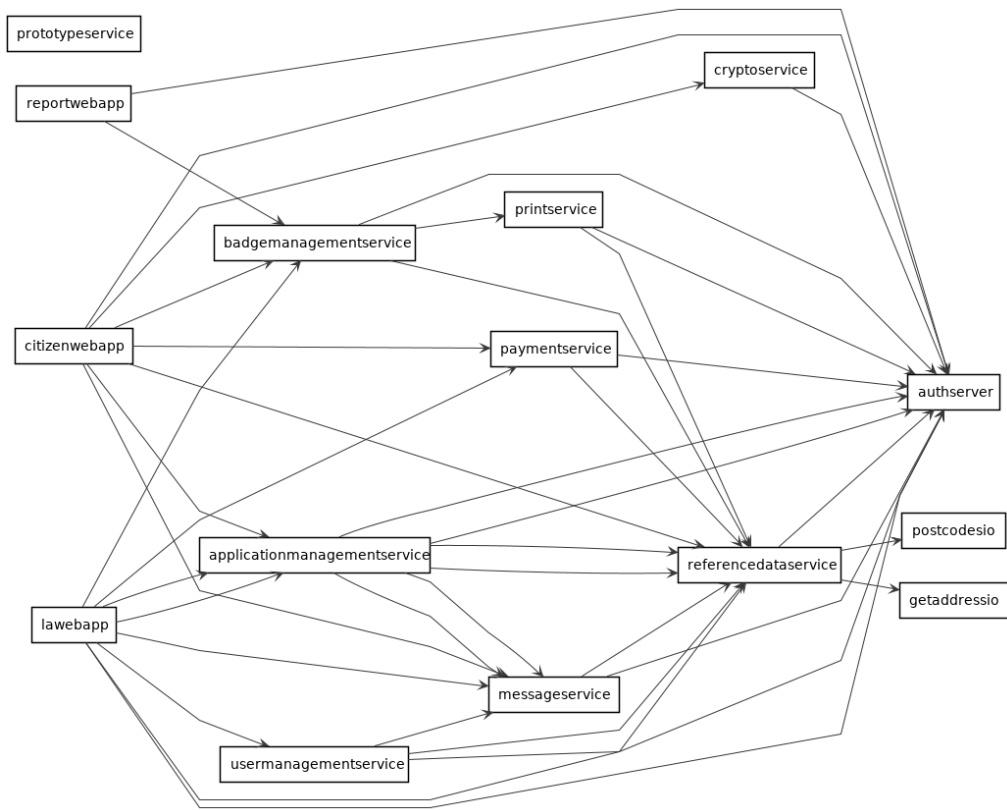 prototypeservice
reportwebapp
cryptoservice
printservice
badgemanagementservice
citizenwebapp
paymentservice
authserver
applicationmanagementservice
referencedataservice
postcodesio
getaddressio
lawebapp
messageservice
usermanagementservice